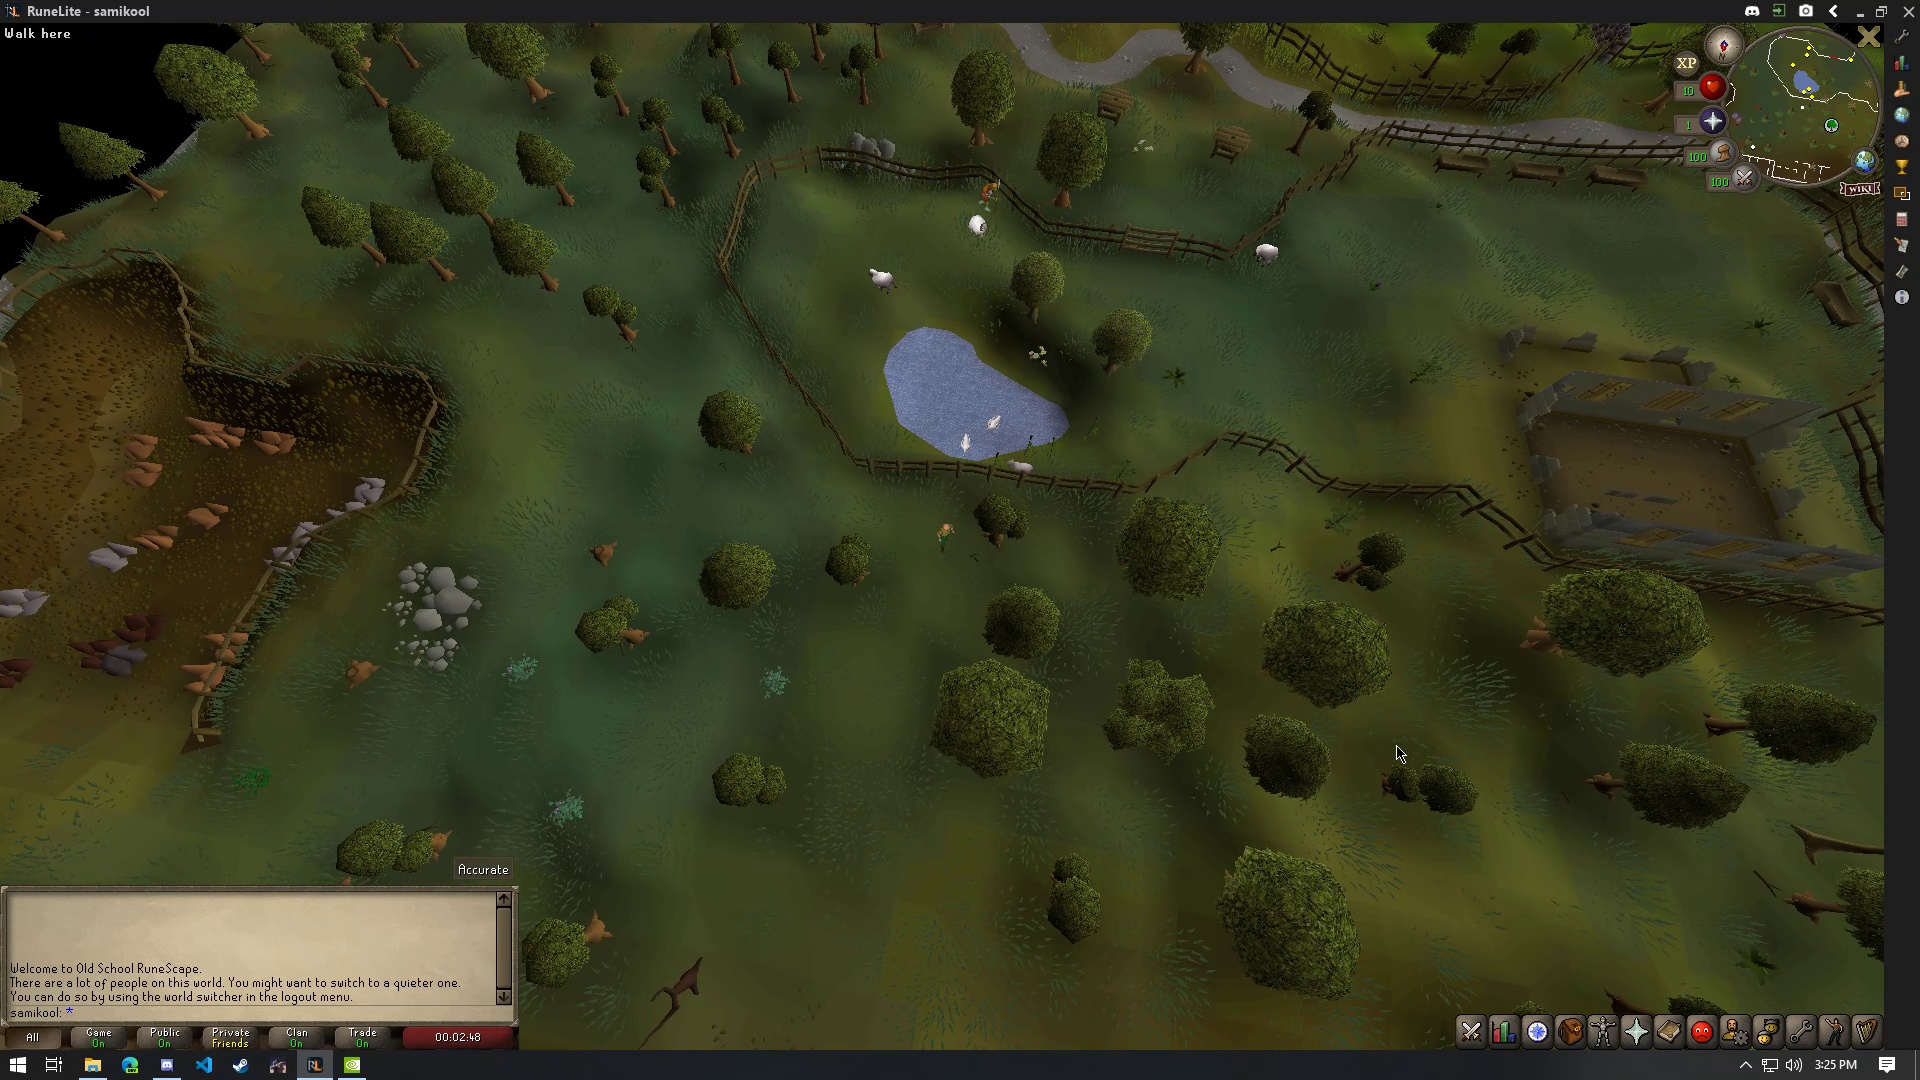 RuneLite - samikool
Walk here
XP
10
1
100
100
WIKI
Accurate
Welcome to Old School RuneScape.
There are a lot of people on this world. You might want to switch to a quieter one.
You can do so by using the world switcher in the logout menu.
samikool: *
All
Game
On
Public
On
Private
Friends
Clan
On
Trade
On
00:02:48
RL
3:25 PM